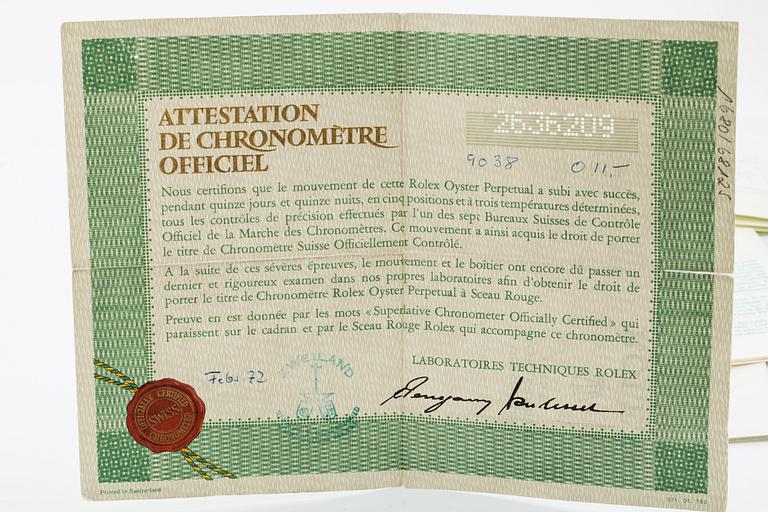 ATTESTATION
DE CHRONOMÈTRE
OFFICIEL
2636209
9038 011,-
Nous certifions que le mouvement de cette Rolex Oyster Perpetual a subi avec succès,
pendant quinze jours et quinze nuits, en cinq positions et à trois températures déterminées,
tous les contrôles de précision effectués par l'un des sept Bureaux Suisses de Contrôle
Officiel de la Marche des Chronomètres. Ce mouvement a ainsi acquis le droit de porter
le titre de Chronomètre Suisse Officiellement Contrôlé.
A la suite de ces sévères épreuves, le mouvement et le boîtier ont encore dû passer un
dernier et rigoureux examen dans nos propres laboratoires afin d'obtenir le droit de
porter le titre de Chronomètre Rolex Oyster Perpetual à Sceau Rouge.
Preuve en est donnée par les mots «Superlative Chronometer Officially Certified» qui
paraissent sur le cadran et par le Sceau Rouge Rolex qui accompagne ce chronomètre.
LABORATOIRES TECHNIQUES ROLEX
Febr. 72
OFFICIALLY CERTIFIED
SWISS
CHRONOMETER
Printed in Switzerland
571. 01. 150